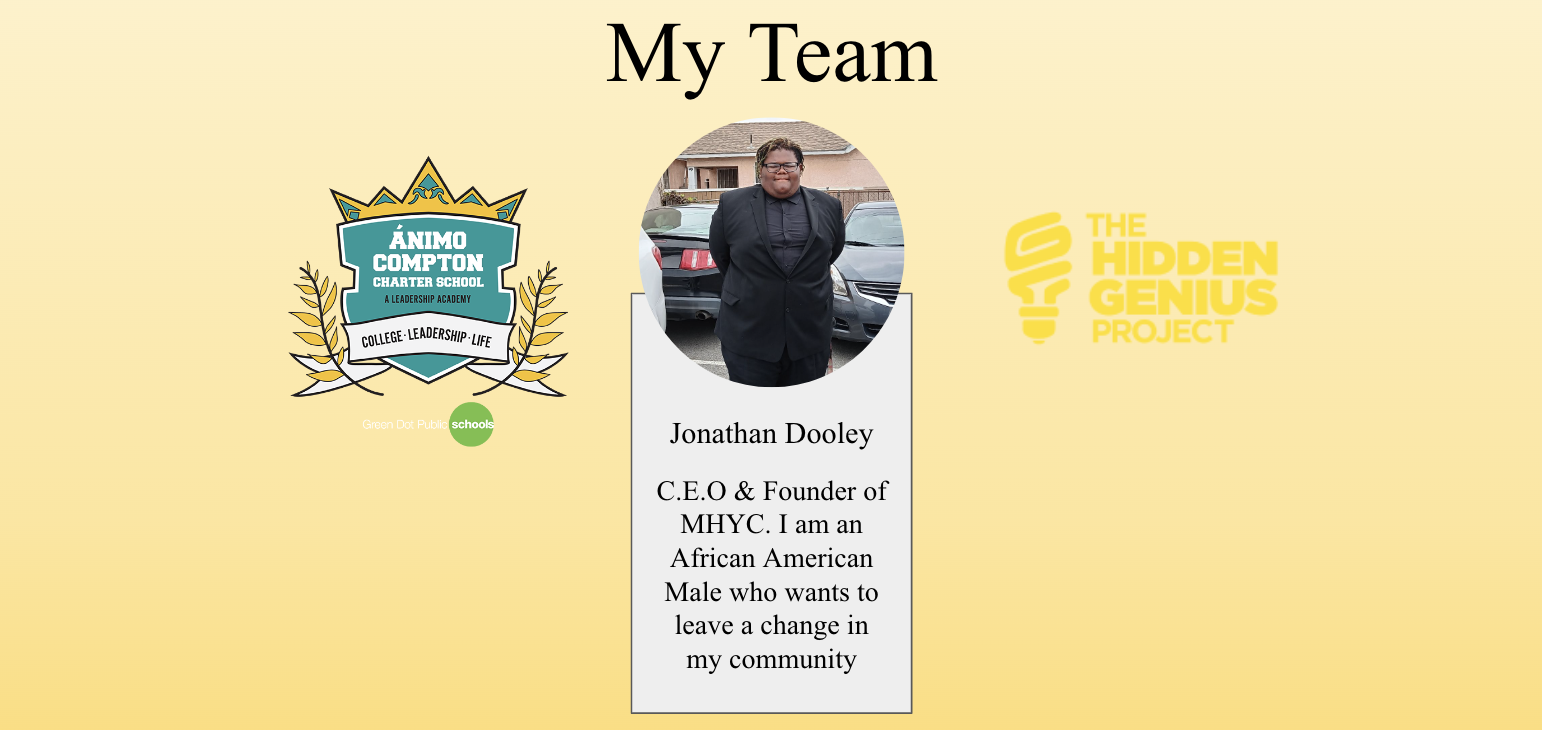 My Team
ÁNIMO
COMPTON
CHARTER SCHOOL
A LEADERSHIP ACADEMY
COLLEGE·LEADERSHIP·LIFE
Green Dot Public schools
THE
HIDDEN
GENIUS
PROJECT
Jonathan Dooley
C.E.O & Founder of
MHYC. I am an
African American
Male who wants to
leave a change in
my community